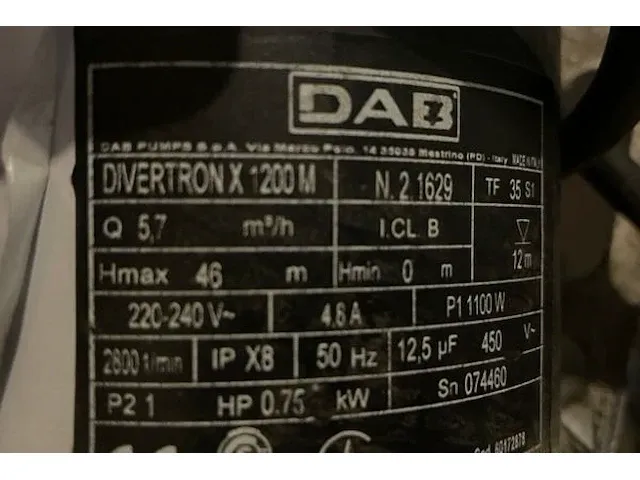 DAB
DAB PUMPS S.p.A. Via Marco Polo, 14 35035 Mestrino (PD) - Italy MADE IN ITALY
DIVERTRON X 1200 M N. 2.1629 TF 35 S1
Q 5,7 m³/h I.CL. B 12 m
Hmax 46 m Hmin 0 m
220-240 V~ 4.8 A P1 1100 W
2800 1/min IP X8 50 Hz 12,5 µF 450 V~
P2 1 HP 0.75 kW Sn 074460
Cod. 60172878